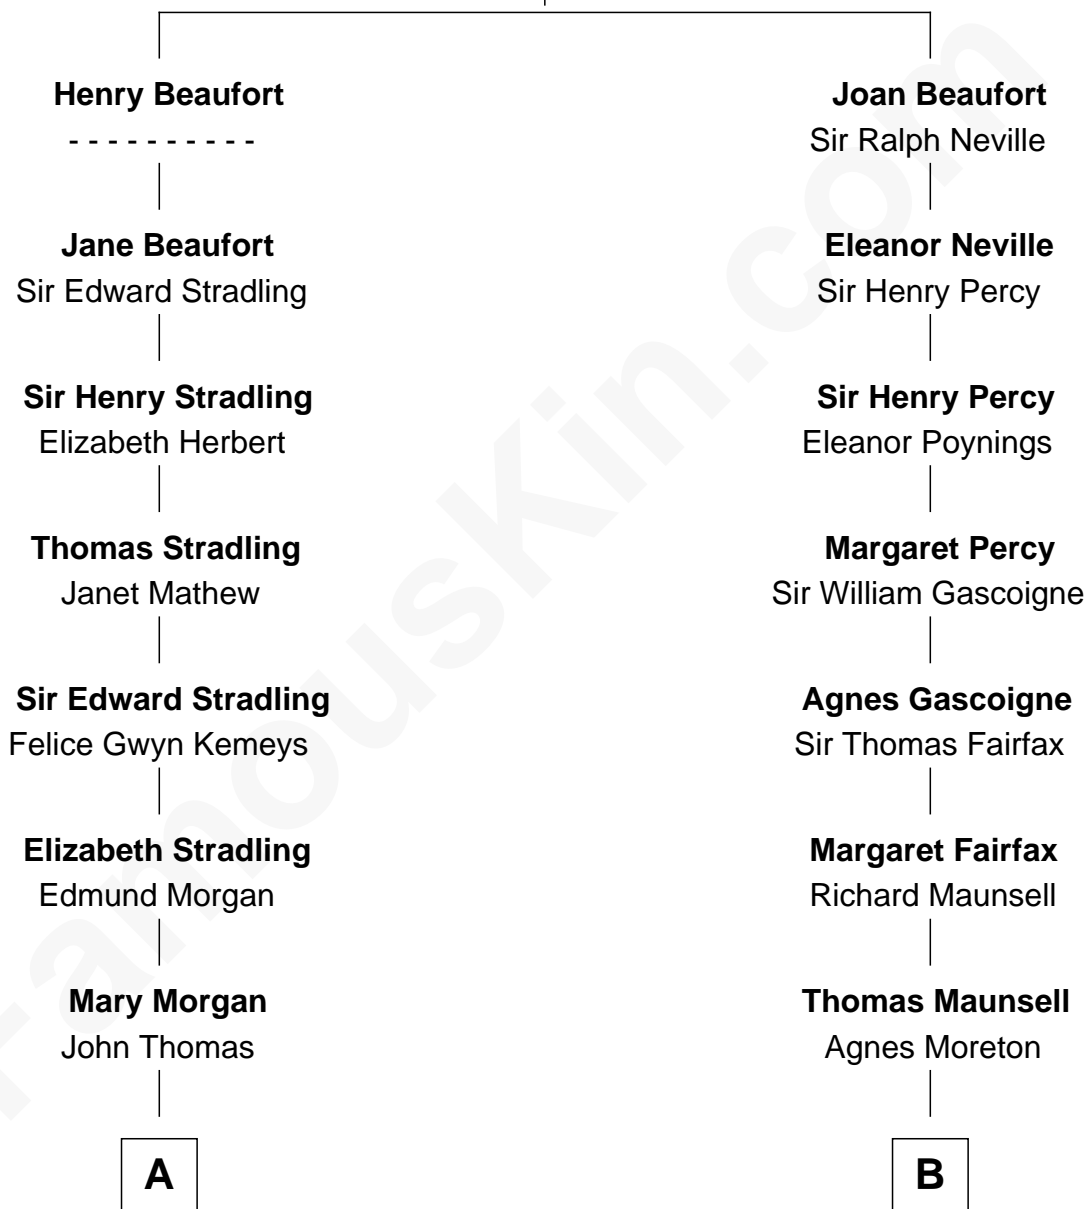 Henry Beaufort
- - - - - - - - - -
Jane Beaufort
Sir Edward Stradling
Sir Henry Stradling
Elizabeth Herbert
Thomas Stradling
Janet Mathew
Sir Edward Stradling
Felice Gwyn Kemeys
Elizabeth Stradling
Edmund Morgan
Mary Morgan
John Thomas
A
Joan Beaufort
Sir Ralph Neville
Eleanor Neville
Sir Henry Percy
Sir Henry Percy
Eleanor Poynings
Margaret Percy
Sir William Gascoigne
Agnes Gascoigne
Sir Thomas Fairfax
Margaret Fairfax
Richard Maunsell
Thomas Maunsell
Agnes Moreton
B
FamousKin.com